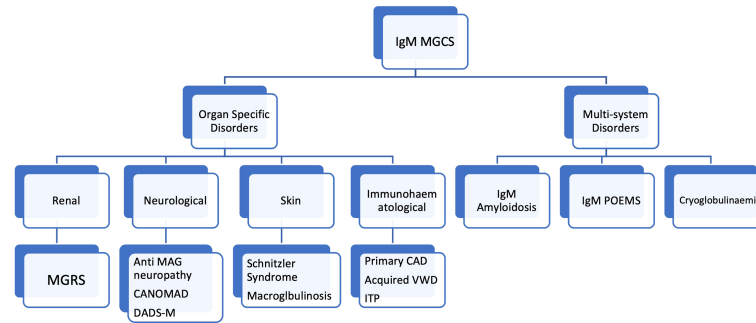 IgM MGCS
Organ Specific
Disorders
Multi-system
Disorders
Renal
Neurological
Skin
Immunohaem
atological
IgM
Amyloidosis
IgM POEMS
Cryoglobulinaemi
MGRS
Anti MAG
neuropathy
CANOMAD
DADS-M
Schnitzler
Syndrome
Macroglbulinosis
Primary CAD
Acquired VWD
ITP